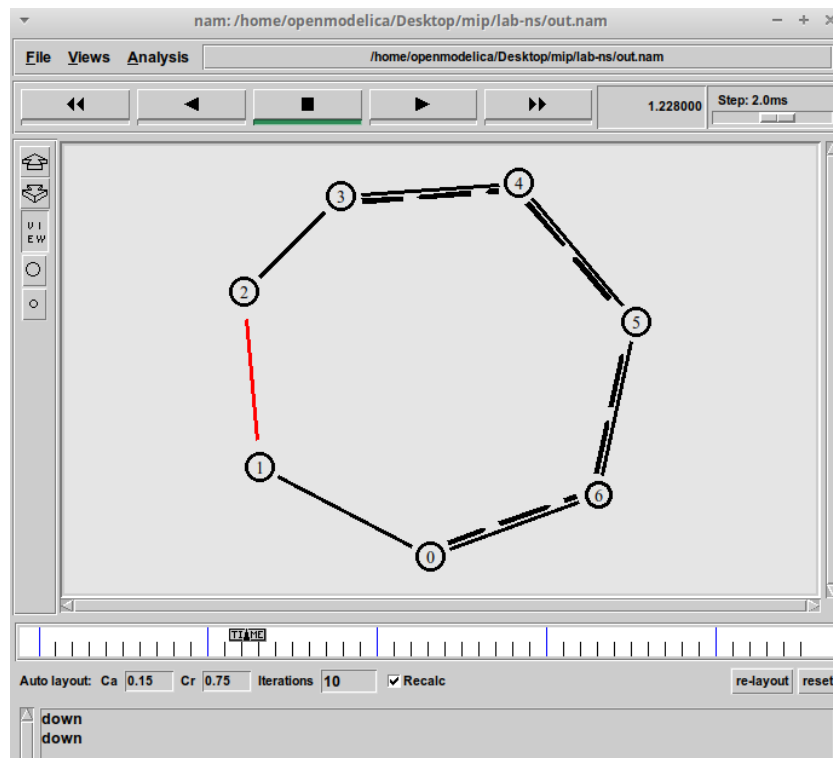 nam: /home/openmodelica/Desktop/mip/lab-ns/out.nam
File Views Analysis /home/openmodelica/Desktop/mip/lab-ns/out.nam
1.228000 Step: 2.0ms
V I
E W
3
4
2
5
1
6
0
TIME
Auto layout: Ca 0.15 Cr 0.75 Iterations 10 Recalc re-layout reset
down
down